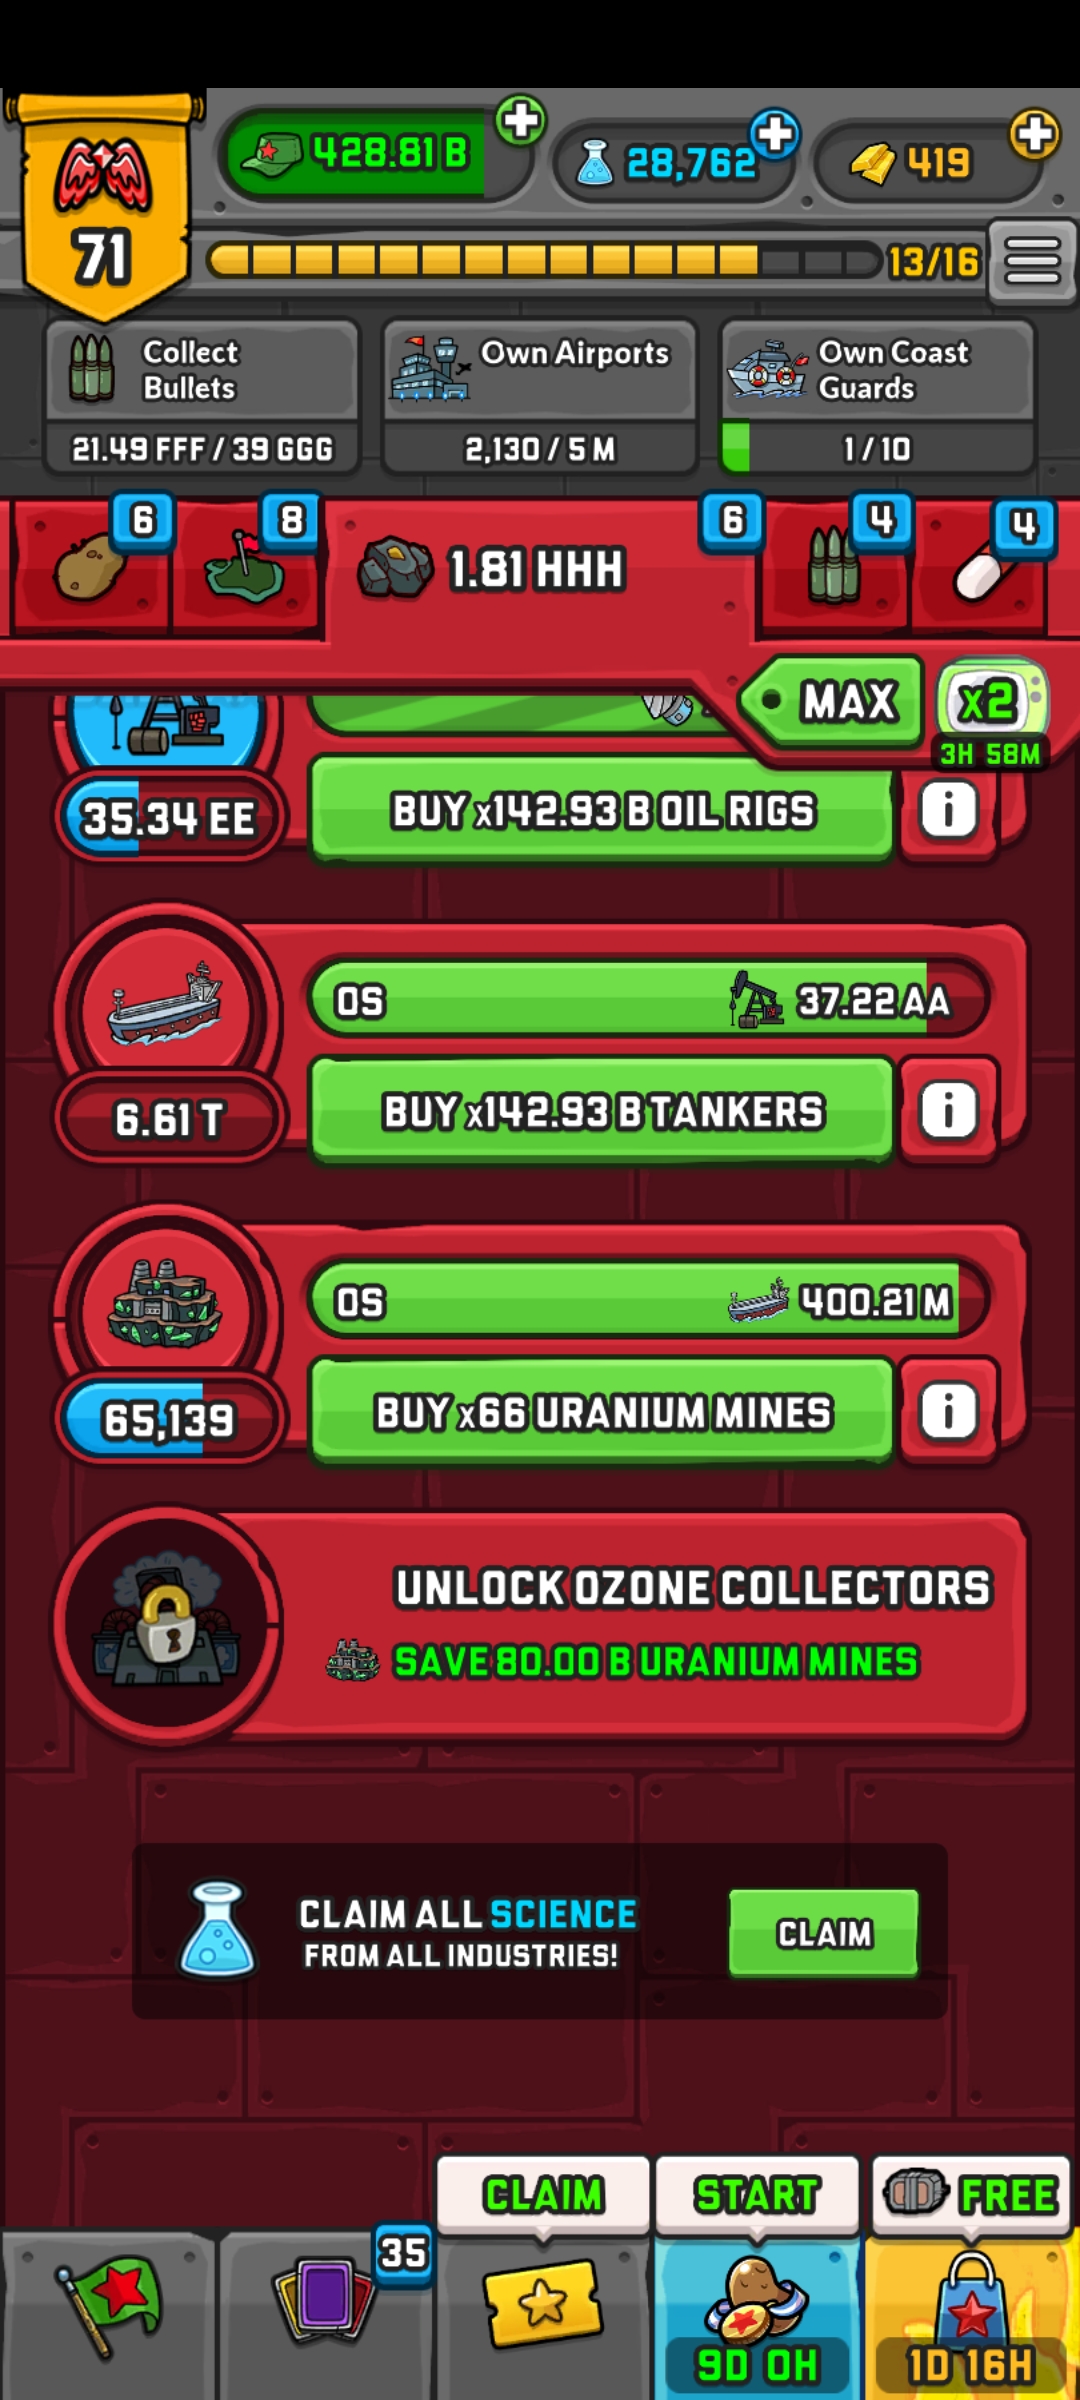 428.81 B
28,762
419
71
13/16
Collect
Bullets
Own Airports
Own Coast
Guards
21.49 FFF / 39 GGG
2,130 / 5 M
1 / 10
6
8
1.81 HHH
6
4
4
MAX
x2
3H 58M
35.34 EE
BUY x142.93 B OIL RIGS
i
0S
37.22 AA
6.61 T
BUY x142.93 B TANKERS
i
0S
400.21 M
65,139
BUY x66 URANIUM MINES
i
UNLOCK OZONE COLLECTORS
SAVE 80.00 B URANIUM MINES
CLAIM ALL SCIENCE
FROM ALL INDUSTRIES!
CLAIM
CLAIM
START
FREE
35
9D 0H
1D 16H